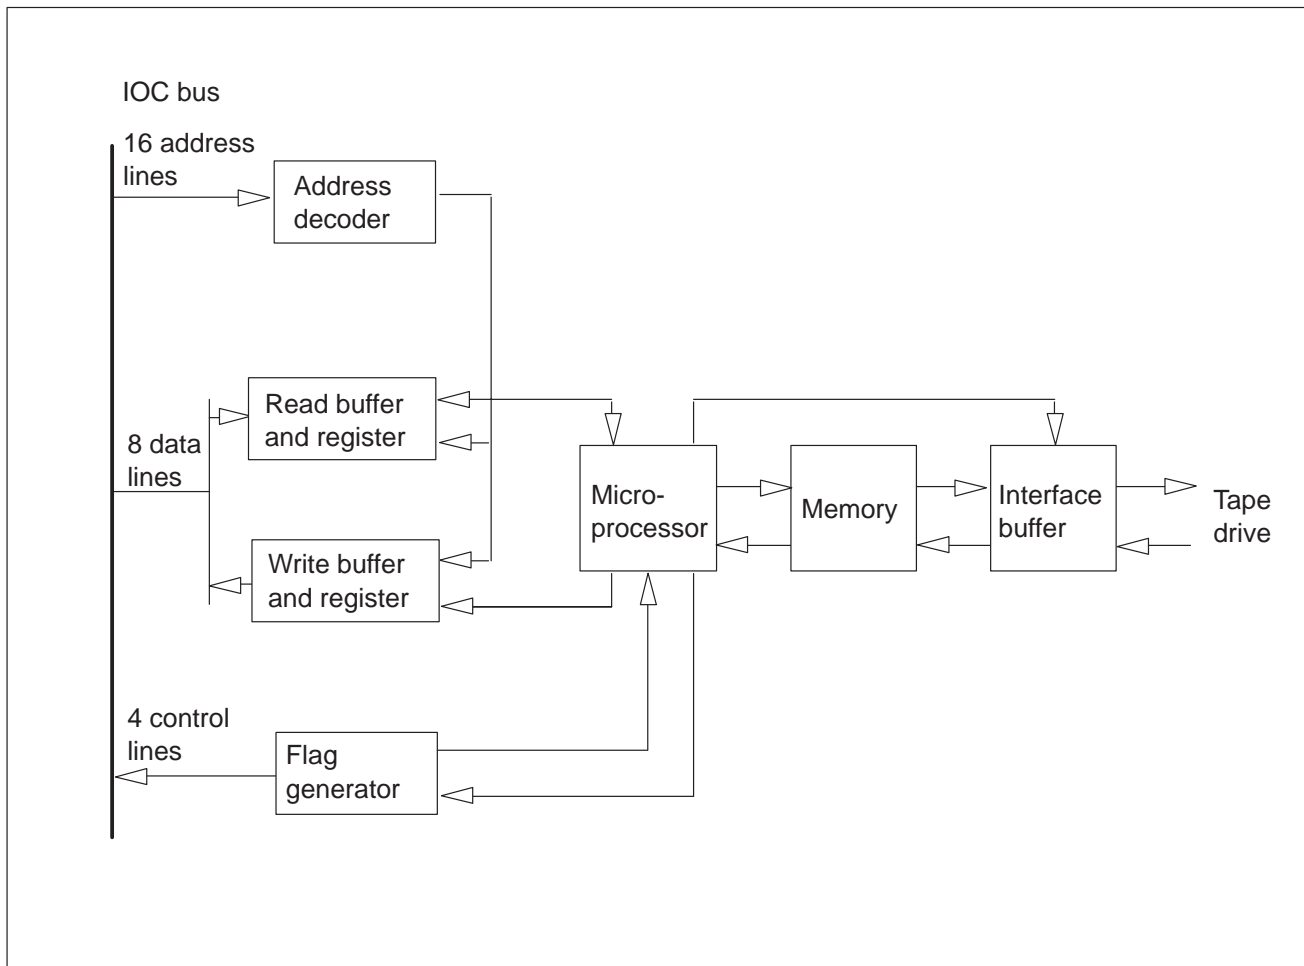 IOC bus
16 address
lines
Address
decoder
Read buffer
and register
8 data
lines
Write buffer
and register
Micro-
processor
Memory
Interface
buffer
Tape
drive
4 control
lines
Flag
generator